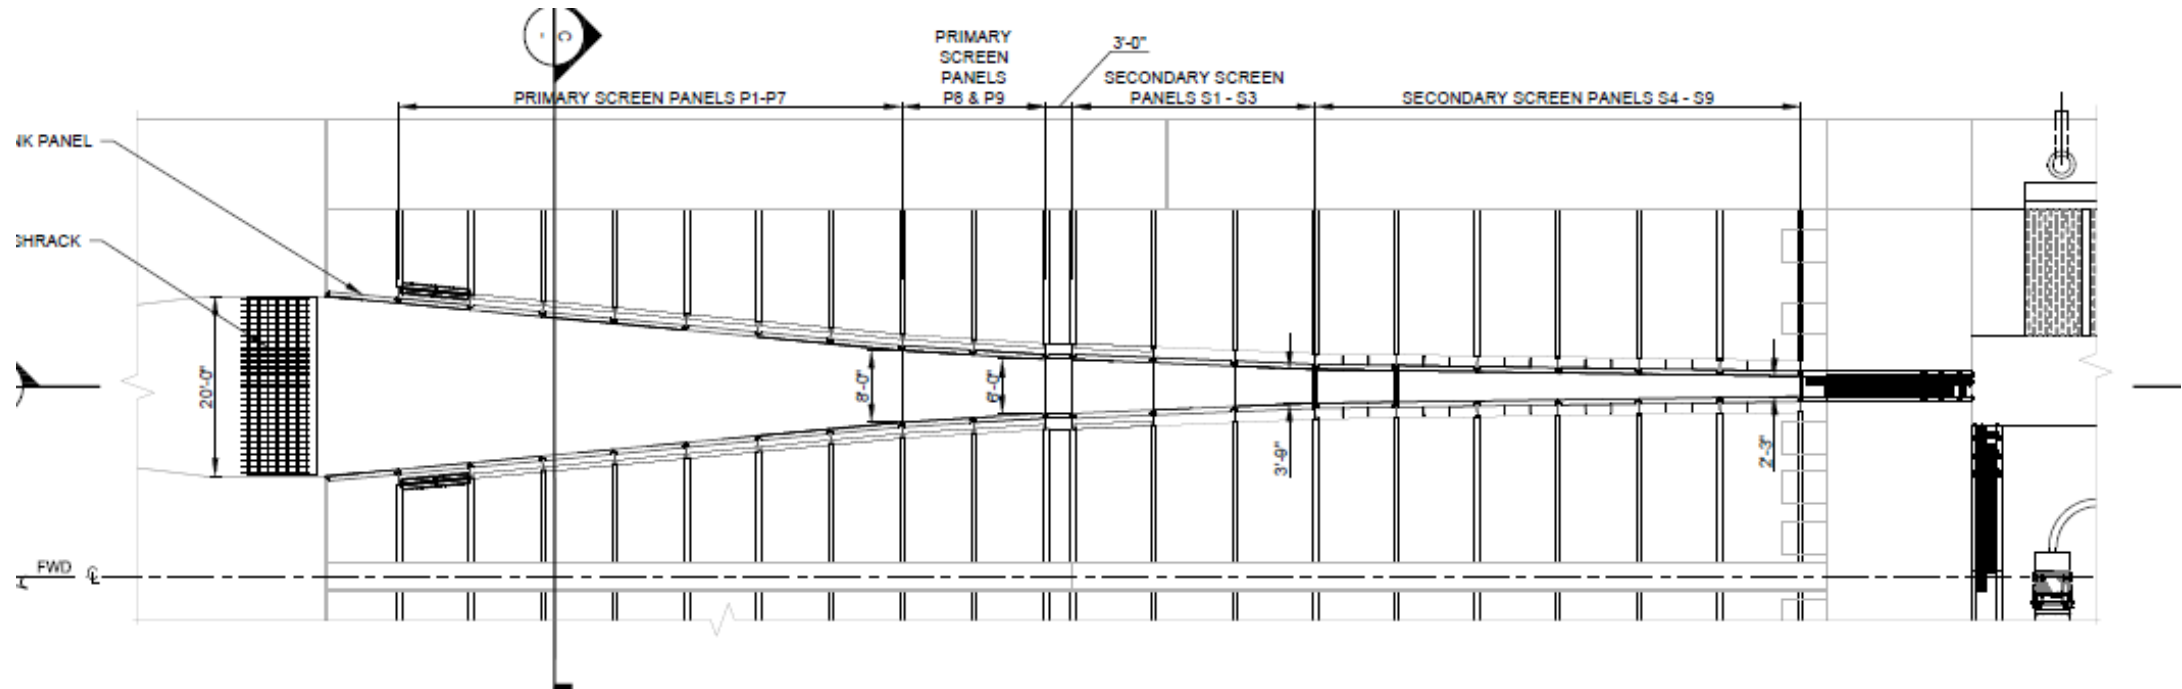 C
-
PRIMARY
SCREEN
PANELS
P8 & P9
3'-0"
SECONDARY SCREEN
PANELS S1 - S3
PRIMARY SCREEN PANELS P1-P7
SECONDARY SCREEN PANELS S4 - S9
NK PANEL
SHRACK
20'-0"
8'-0"
6'-0"
3'-9"
2'-3"
FWD